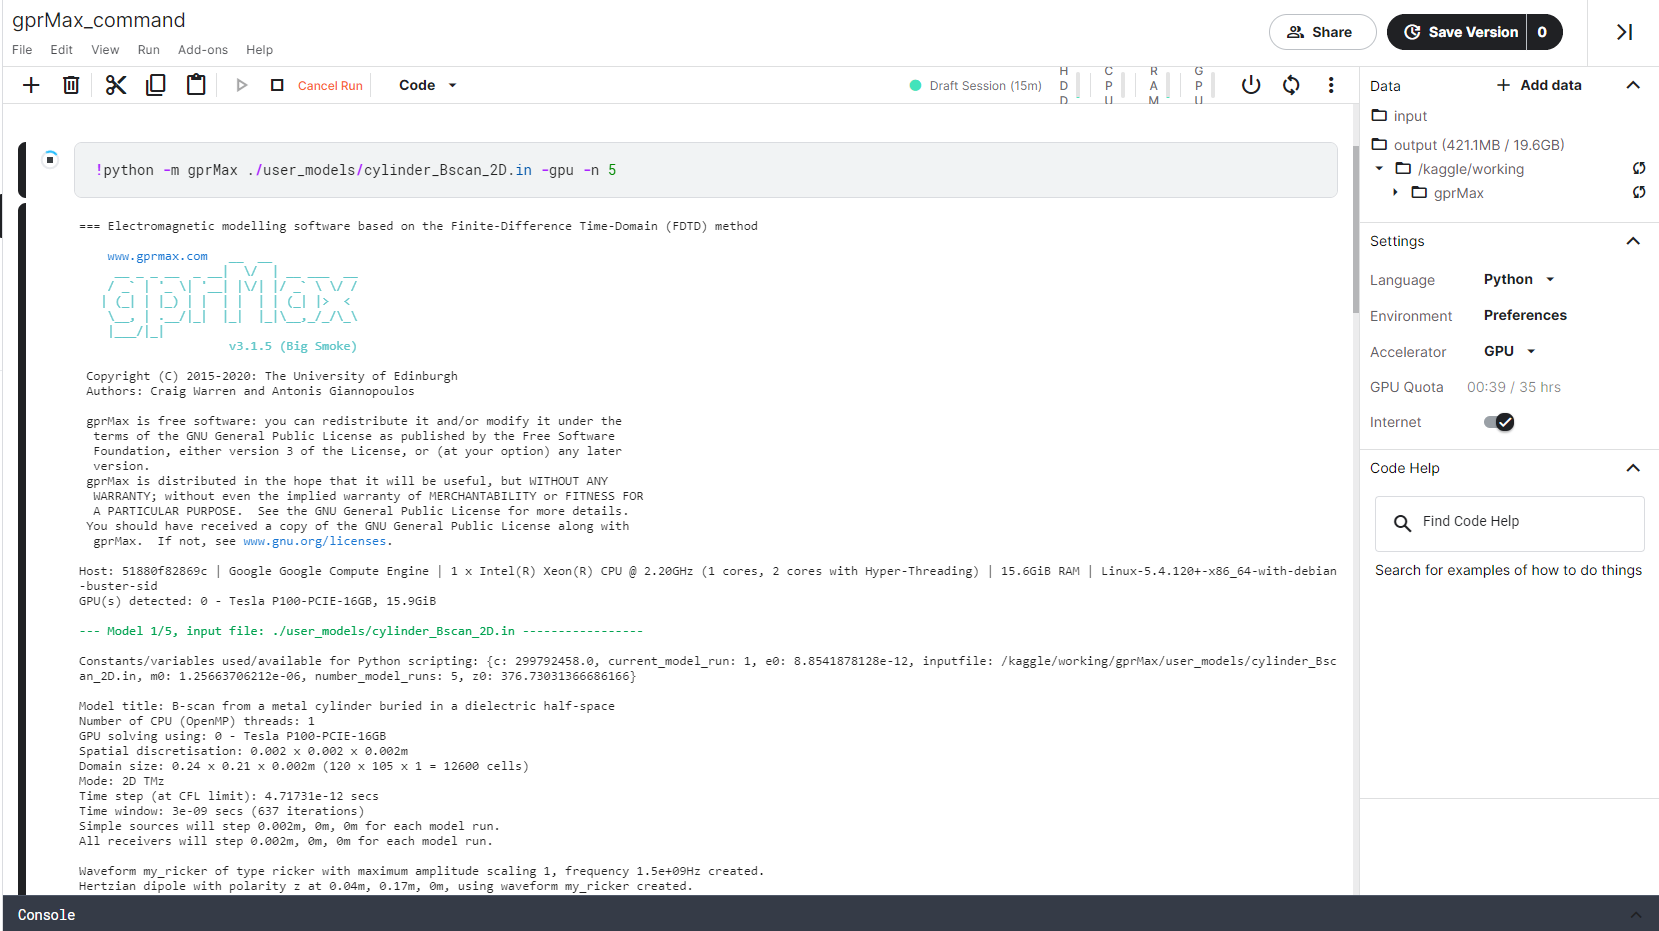 gprMax_command
File Edit View Run Add-ons Help
Share
Save Version 0
Cancel Run
Code
Draft Session (15m)
HDD
CPU
RAM
GPU
!python -m gprMax ./user_models/cylinder_Bscan_2D.in -gpu -n 5
=== Electromagnetic modelling software based on the Finite-Difference Time-Domain (FDTD) method
www.gprmax.com
gprMax
v3.1.5 (Big Smoke)
Copyright (C) 2015-2020: The University of Edinburgh
Authors: Craig Warren and Antonis Giannopoulos
gprMax is free software: you can redistribute it and/or modify it under the
terms of the GNU General Public License as published by the Free Software
Foundation, either version 3 of the License, or (at your option) any later
version.
gprMax is distributed in the hope that it will be useful, but WITHOUT ANY
WARRANTY; without even the implied warranty of MERCHANTABILITY or FITNESS FOR
A PARTICULAR PURPOSE.  See the GNU General Public License for more details.
You should have received a copy of the GNU General Public License along with
gprMax.  If not, see www.gnu.org/licenses.
Host: 51880f82869c | Google Google Compute Engine | 1 x Intel(R) Xeon(R) CPU @ 2.20GHz (1 cores, 2 cores with Hyper-Threading) | 15.6GiB RAM | Linux-5.4.120+-x86_64-with-debian
-buster-sid
GPU(s) detected: 0 - Tesla P100-PCIE-16GB, 15.9GiB
--- Model 1/5, input file: ./user_models/cylinder_Bscan_2D.in -----------------
Constants/variables used/available for Python scripting: {c: 299792458.0, current_model_run: 1, e0: 8.8541878128e-12, inputfile: /kaggle/working/gprMax/user_models/cylinder_Bsc
an_2D.in, m0: 1.25663706212e-06, number_model_runs: 5, z0: 376.73031366686166}
Model title: B-scan from a metal cylinder buried in a dielectric half-space
Number of CPU (OpenMP) threads: 1
GPU solving using: 0 - Tesla P100-PCIE-16GB
Spatial discretisation: 0.002 x 0.002 x 0.002m
Domain size: 0.24 x 0.21 x 0.002m (120 x 105 x 1 = 12600 cells)
Mode: 2D TMz
Time step (at CFL limit): 4.71731e-12 secs
Time window: 3e-09 secs (637 iterations)
Simple sources will step 0.002m, 0m, 0m for each model run.
All receivers will step 0.002m, 0m, 0m for each model run.
Waveform my_ricker of type ricker with maximum amplitude scaling 1, frequency 1.5e+09Hz created.
Hertzian dipole with polarity z at 0.04m, 0.17m, 0m, using waveform my_ricker created.
Console
Data
Add data
input
output (421.1MB / 19.6GB)
/kaggle/working
gprMax
Settings
Language Python
Environment Preferences
Accelerator GPU
GPU Quota 00:39 / 35 hrs
Internet
Code Help
Find Code Help
Search for examples of how to do things